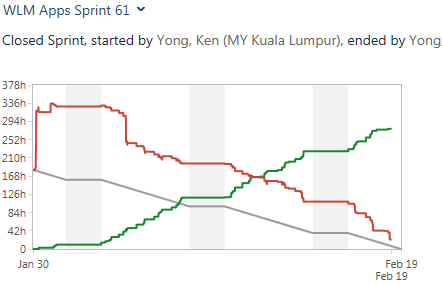 WLM Apps Sprint 61
Closed Sprint, started by Yong, Ken (MY Kuala Lumpur), ended by Yong
378h
336h
294h
252h
210h
168h
126h
84h
42h
0
Jan 30
Feb 19
Feb 19